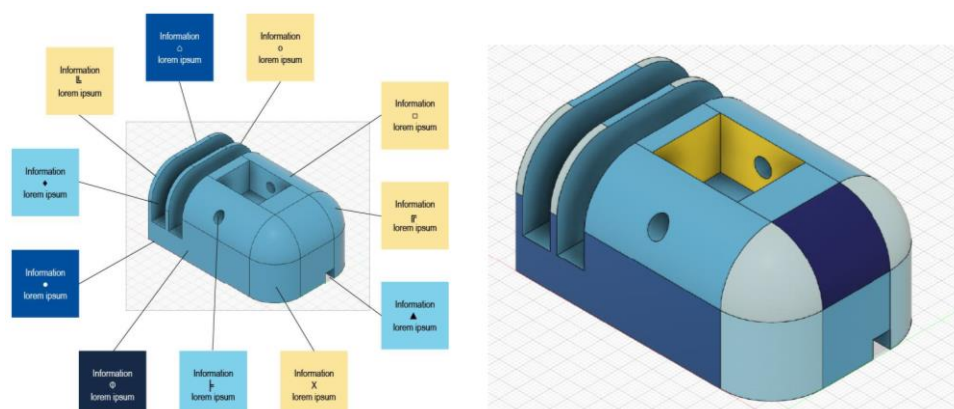 Information
⌂
lorem ipsum
Information
o
lorem ipsum
Information
╚
lorem ipsum
Information
□
lorem ipsum
Information
♦
lorem ipsum
Information
╔
lorem ipsum
Information
●
lorem ipsum
Information
▲
lorem ipsum
Information
Φ
lorem ipsum
Information
╞
lorem ipsum
Information
X
lorem ipsum